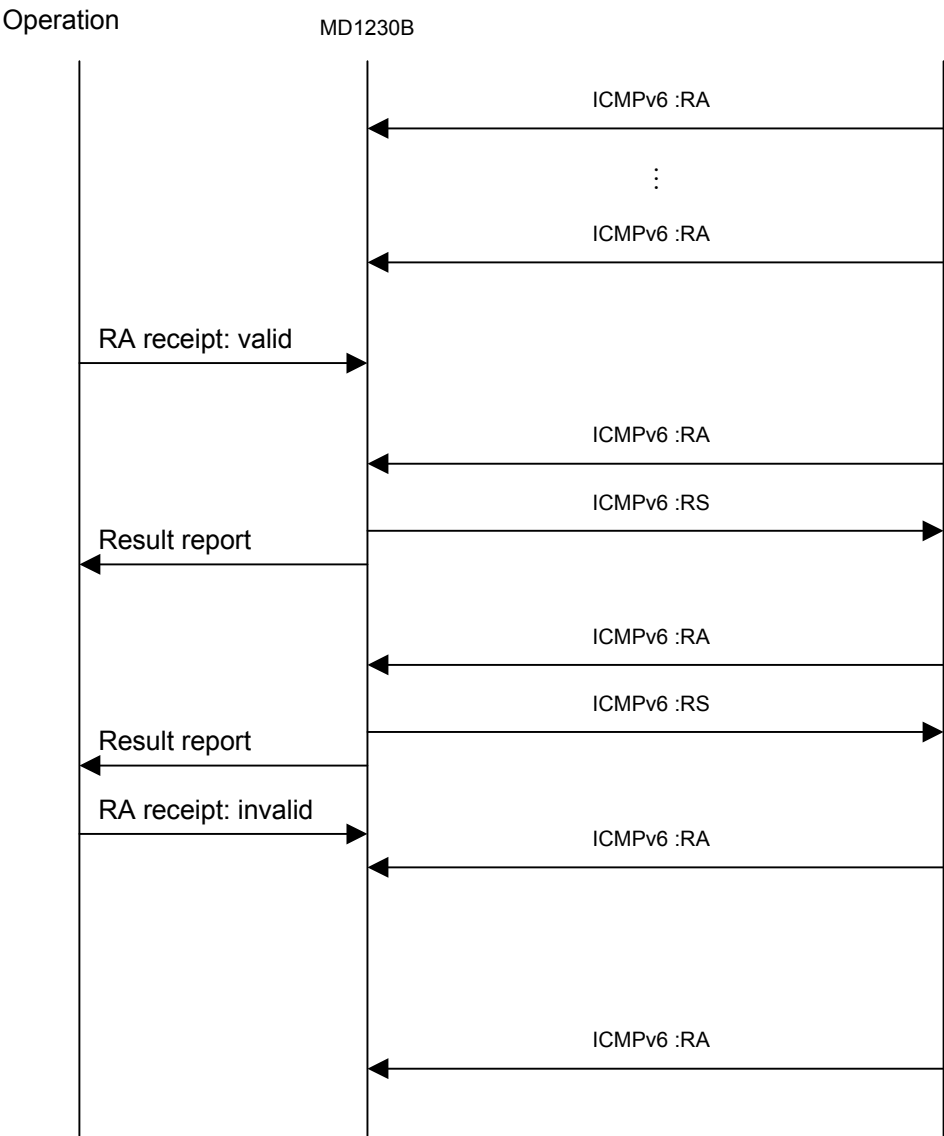 Operation
MD1230B
ICMPv6 :RA
⋮
ICMPv6 :RA
RA receipt: valid
ICMPv6 :RA
ICMPv6 :RS
Result report
ICMPv6 :RA
ICMPv6 :RS
Result report
RA receipt: invalid
ICMPv6 :RA
ICMPv6 :RA